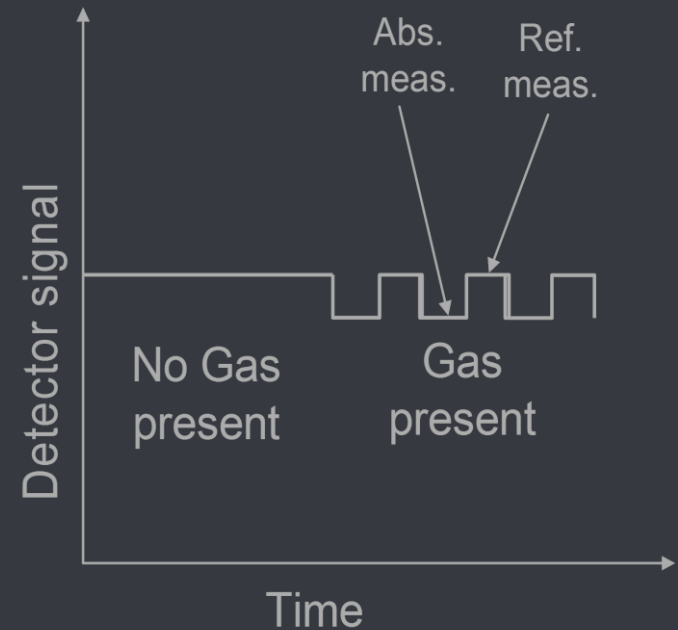 Abs.
meas.
Ref.
meas.
Detector signal
No Gas
present
Gas
present
Time